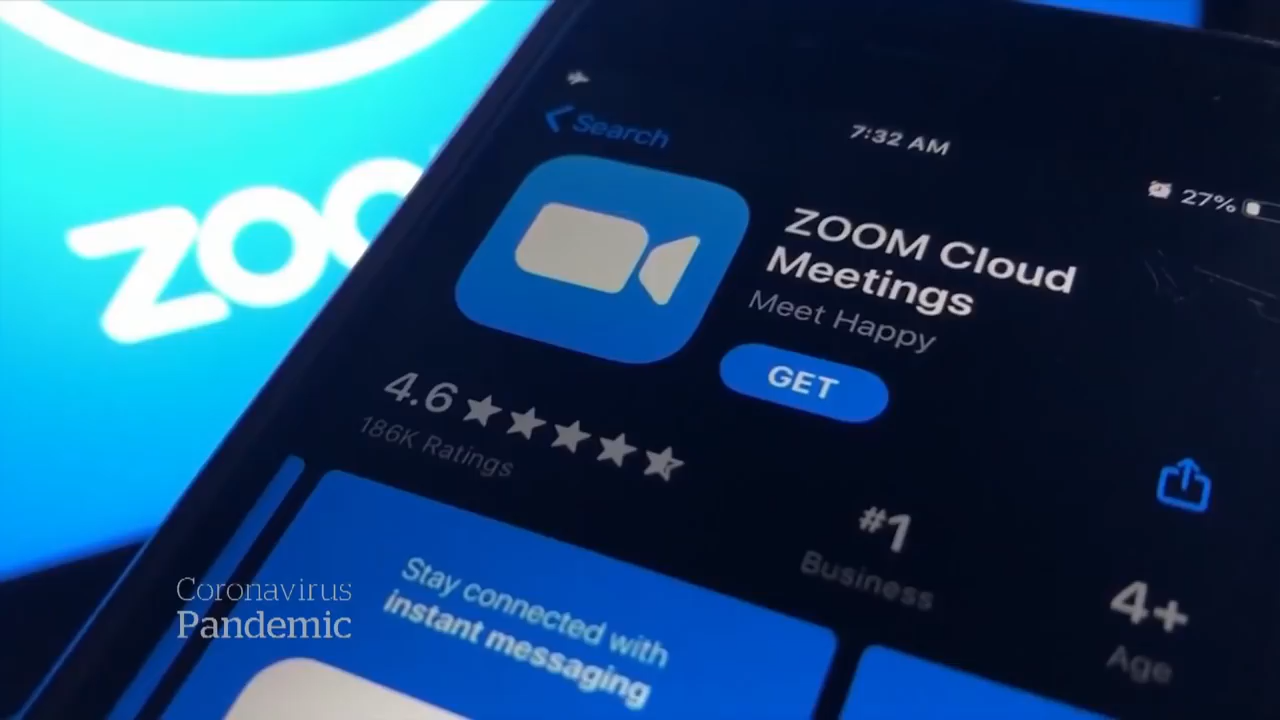 zoo
Search
7:32 AM
27%
ZOOM Cloud
Meetings
Meet Happy
GET
4.6
186K Ratings
#1
Business
4+
Age
Stay connected with
instant messaging
Coronavirus
Pandemic